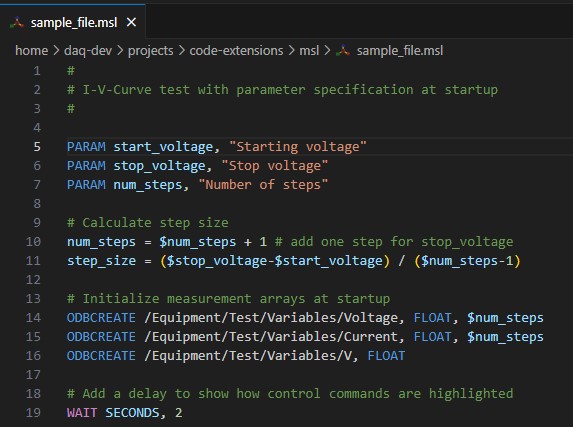 sample_file.msl ×
home > daq-dev > projects > code-extensions > msl > sample_file.msl
1 #
2 # I-V-Curve test with parameter specification at startup
3 #
4
5 PARAM start_voltage, "Starting voltage"
6 PARAM stop_voltage, "Stop voltage"
7 PARAM num_steps, "Number of steps"
8
9 # Calculate step size
10 num_steps = $num_steps + 1 # add one step for stop_voltage
11 step_size = ($stop_voltage-$start_voltage) / ($num_steps-1)
12
13 # Initialize measurement arrays at startup
14 ODBCREATE /Equipment/Test/Variables/Voltage, FLOAT, $num_steps
15 ODBCREATE /Equipment/Test/Variables/Current, FLOAT, $num_steps
16 ODBCREATE /Equipment/Test/Variables/V, FLOAT
17
18 # Add a delay to show how control commands are highlighted
19 WAIT SECONDS, 2